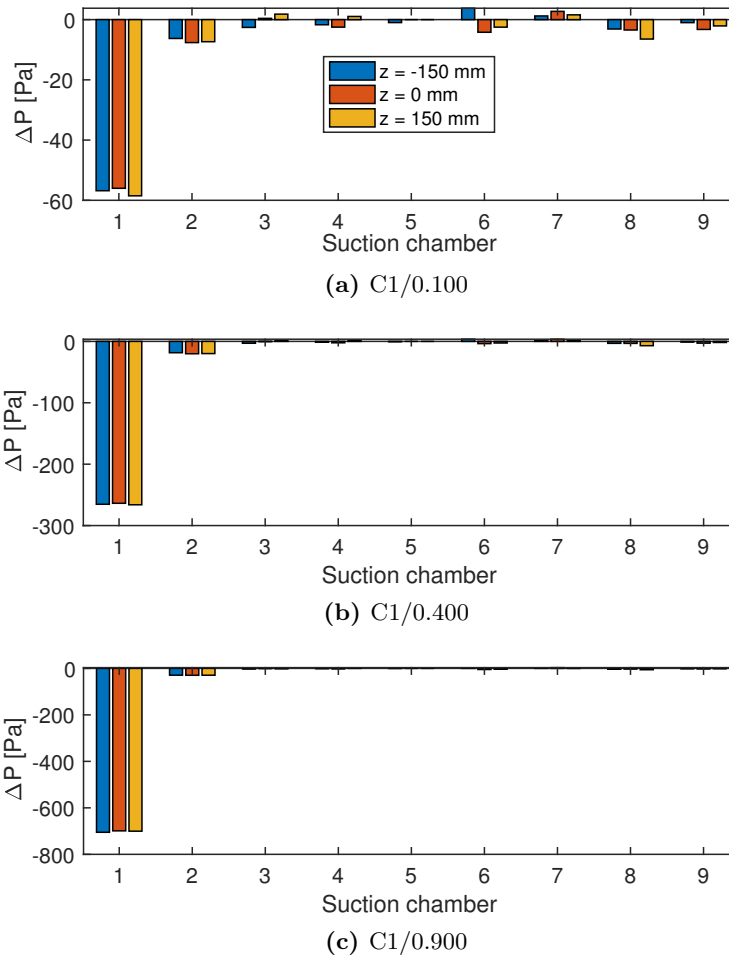 0
-20
-40
-60
ΔP [Pa]
z = -150 mm
z = 0 mm
z = 150 mm
1 2 3 4 5 6 7 8 9
Suction chamber
(a) C1/0.100
0
-100
-200
-300
ΔP [Pa]
1 2 3 4 5 6 7 8 9
Suction chamber
(b) C1/0.400
0
-200
-400
-600
-800
ΔP [Pa]
1 2 3 4 5 6 7 8 9
Suction chamber
(c) C1/0.900